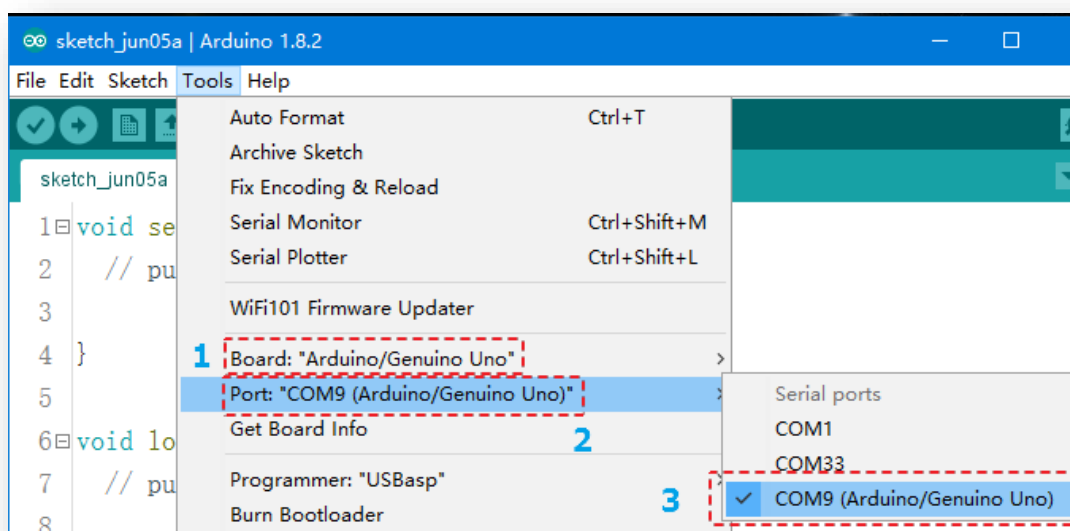 sketch_jun05a | Arduino 1.8.2
File Edit Sketch Tools Help
Auto Format Ctrl+T
Archive Sketch
sketch_jun05a
Fix Encoding & Reload
1 void se
Serial Monitor Ctrl+Shift+M
2 // pu
Serial Plotter Ctrl+Shift+L
3
WiFi101 Firmware Updater
4 }
1 Board: "Arduino/Genuino Uno" >
5
Port: "COM9 (Arduino/Genuino Uno)"
Serial ports
6 void lo
Get Board Info
2
COM1
COM33
7 // pu
Programmer: "USBasp"
3 COM9 (Arduino/Genuino Uno)
8
Burn Bootloader